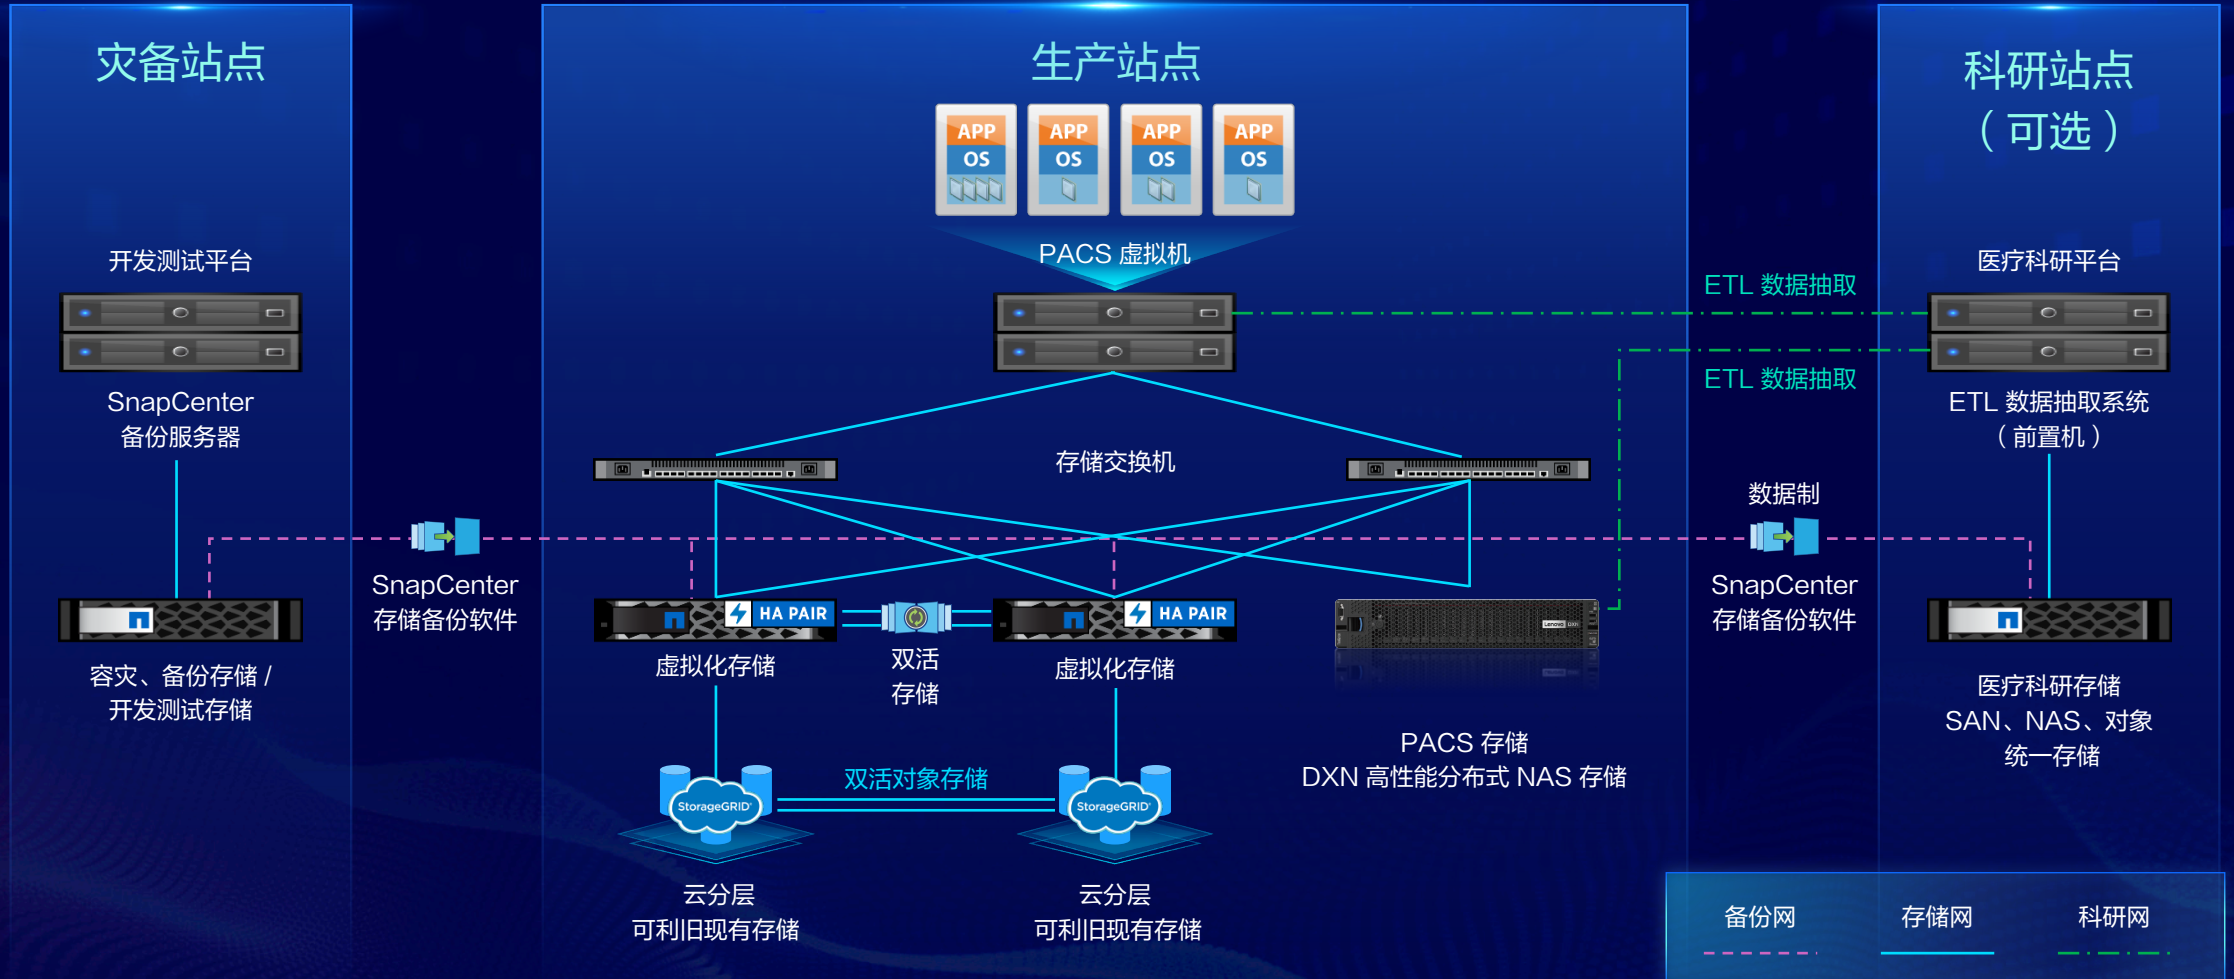 灾备站点
开发测试平台
SnapCenter
备份服务器
容灾、备份存储 /
开发测试存储
SnapCenter
存储备份软件
生产站点
APP
OS
APP
OS
APP
OS
APP
OS
PACS 虚拟机
存储交换机
HA PAIR
HA PAIR
虚拟化存储
双活
存储
虚拟化存储
Lenovo DXN
PACS 存储
DXN 高性能分布式 NAS 存储
StorageGRID
双活对象存储
StorageGRID
云分层
可利旧现有存储
云分层
可利旧现有存储
ETL 数据抽取
ETL 数据抽取
数据制
SnapCenter
存储备份软件
科研站点
（可选）
医疗科研平台
ETL 数据抽取系统
（前置机）
医疗科研存储
SAN、NAS、对象
统一存储
备份网
存储网
科研网